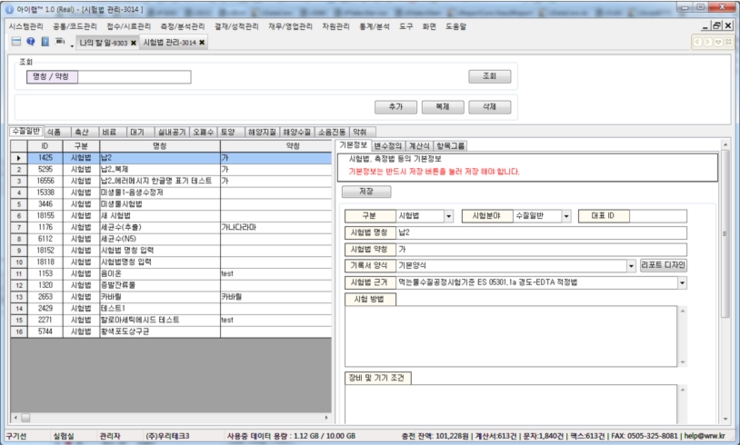 아이랩™ 1.0 (Real) - [시험법 관리-3014 ]
시스템관리 공통/코드관리 접수/시료관리 측정/분석관리 결재/성적관리 재무/영업관리 자원관리 통계/분석 도구 화면 도움말
나의 할 일-9303 시험법 관리-3014
조회
명칭 / 약칭 조회
추가 복제 삭제
수질일반 식품 축산 비료 대기 실내공기 오폐수 토양 해양저질 해양수질 소음진동 악취
ID 구분 명칭 약칭
1 1425 시험법 납2 가
2 5295 시험법 납2_복제 가
3 16556 시험법 납2_에러메시지 한글명 표기 테스트 가
4 15338 시험법 미생물1-음생수정저
5 3446 시험법 미생물시험법
6 18155 시험법 새 시험법
7 1176 시험법 세균수(추출) 가나다라마
8 6112 시험법 세균수(N5)
9 18152 시험법 시험법 명칭 입력
10 18118 시험법 시험법명칭 입력
11 1153 시험법 음이온 test
12 1320 시험법 증발잔류물
13 2653 시험법 카바릴 카바릴
14 2429 시험법 테스트1
15 2271 시험법 할로아세틱에시드 테스트 test
16 5744 시험법 황색포도상구균
기본정보 변수정의 계산식 항목그룹
시험법, 측정법 등의 기본정보
기본정보는 반드시 저장 버튼을 눌러 저장 해야 합니다.
저장
구분 시험법 시험분야 수질일반 대표 ID
시험법 명칭 납2
시험법 약칭 가
기록서 양식 기본양식 리포트 디자인
시험법 근거 먹는물수질공정시험기준 ES 05301.1a 경도-EDTA 적정법
시험 방법
장비 및 기기 조건
구기선 실험실 관리자 (주)우리테크3 사용중 데이터 용량 : 1.12 GB / 10.00 GB 충전 잔액: 101,228원 | 계산서:613건 | 문자:1,840건 | 팩스:613건 | FAX: 0505-325-8081 | help@wrw.kr